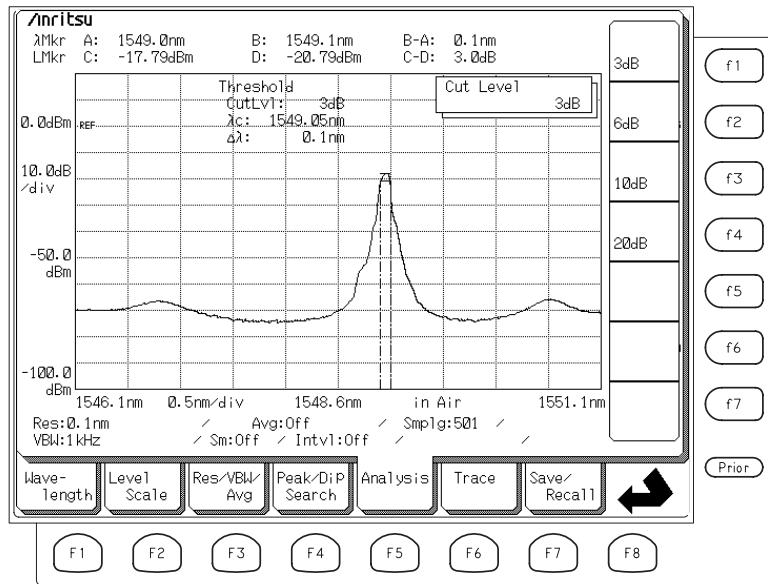 Anritsu
λMkr A: 1549.0nm B: 1549.1nm B-A: 0.1nm
LMkr C: -17.79dBm D: -20.79dBm C-D: 3.0dB
Threshold
CutLvl: 3dB
λc: 1549.05nm
Δλ: 0.1nm
Cut Level
3dB
0.0dBm
REF
10.0dB
/div
-50.0
dBm
-100.0
dBm
1546.1nm 0.5nm/div 1548.6nm in Air 1551.1nm
Res:0.1nm / Avg:Off / Smplg:501 /
VBW:1kHz / Sm:Off / Intvl:Off / /
3dB
6dB
10dB
20dB
f1
f2
f3
f4
f5
f6
f7
Prior
Wave-
length
Level
Scale
Res/VBW/
Avg
Peak/Dip
Search
Analysis
Trace
Save/
Recall
F1 F2 F3 F4 F5 F6 F7 F8